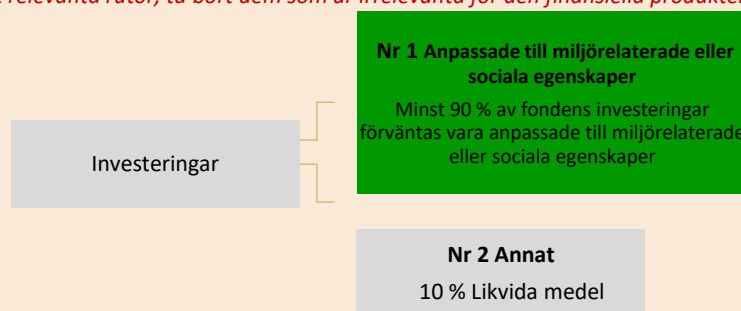 relevanta rutor, ta bort dem som är irrelevanta för den finansiella
Nr 1 Anpassade till miljörelaterade eller
sociala egenskaper
Minst 90 % av fondens investeringar
förväntas vara anpassade till miljörelaterade
eller sociala egenskaper
Investeringar
Nr 2 Annat
10 % Likvida medel